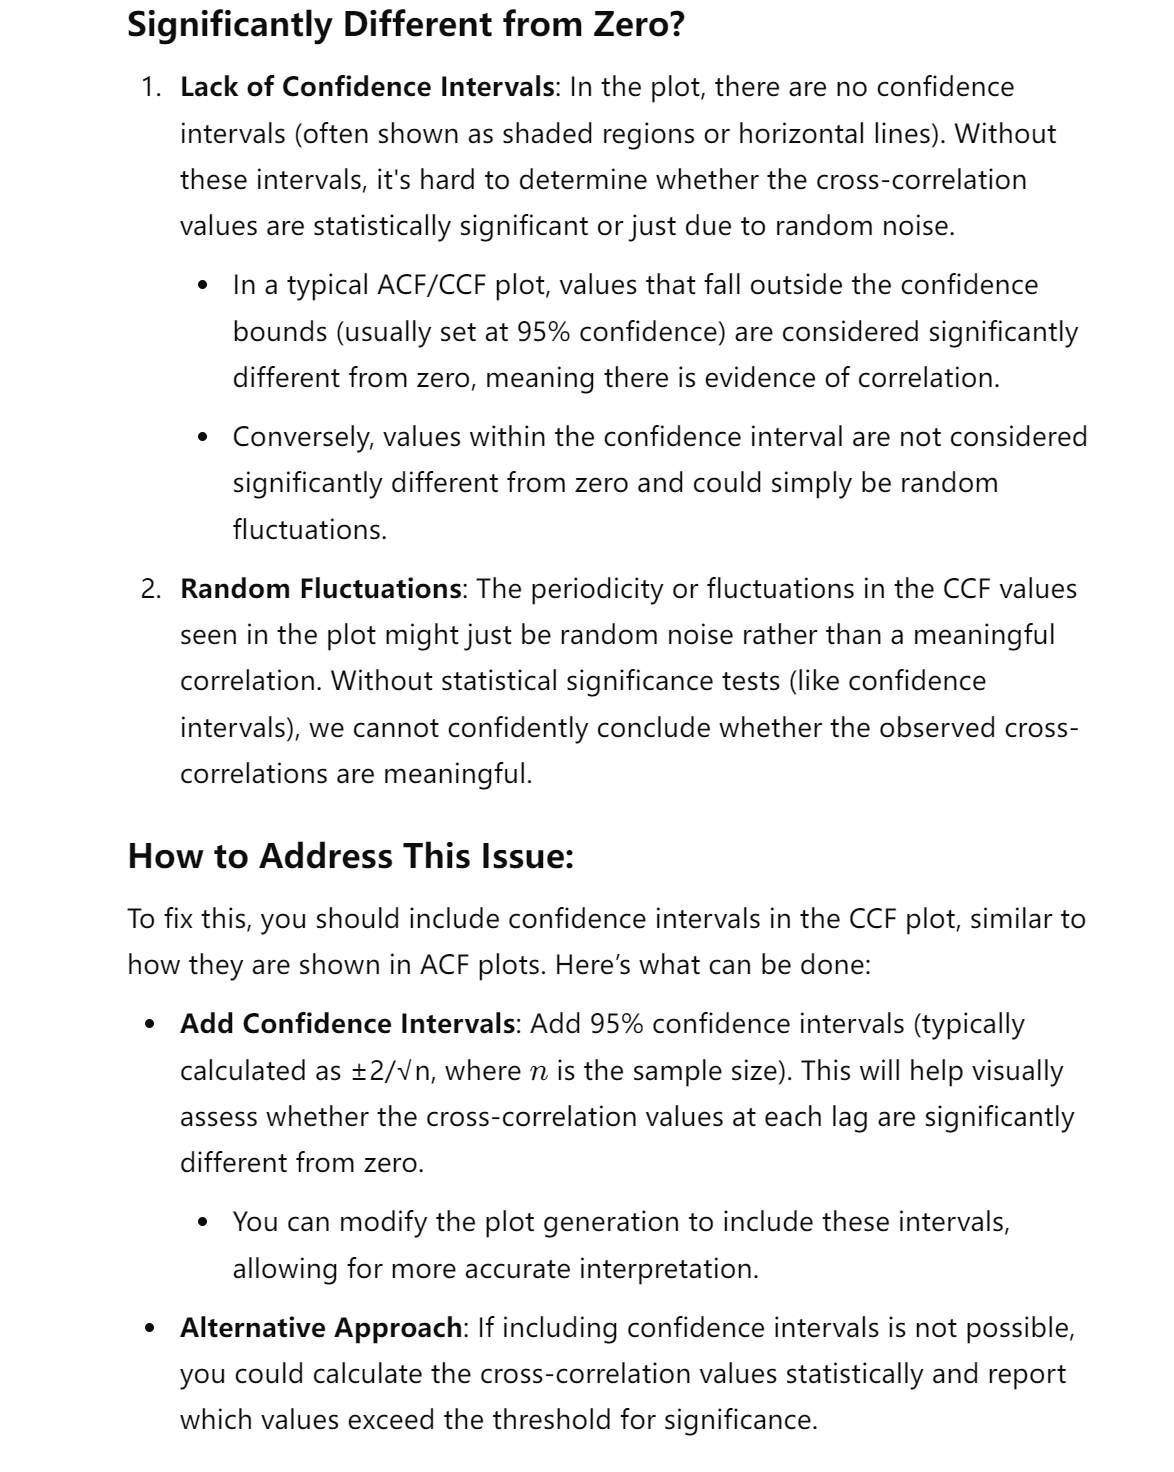 Significantly Different from Zero?
1. Lack of Confidence Intervals: In the plot, there are no confidence
intervals (often shown as shaded regions or horizontal lines). Without
these intervals, it's hard to determine whether the cross-correlation
values are statistically significant or just due to random noise.
• In a typical ACF/CCF plot, values that fall outside the confidence
bounds (usually set at 95% confidence) are considered significantly
different from zero, meaning there is evidence of correlation.
• Conversely, values within the confidence interval are not considered
significantly different from zero and could simply be random
fluctuations.
2. Random Fluctuations: The periodicity or fluctuations in the CCF values
seen in the plot might just be random noise rather than a meaningful
correlation. Without statistical significance tests (like confidence
intervals), we cannot confidently conclude whether the observed cross-
correlations are meaningful.
How to Address This Issue:
To fix this, you should include confidence intervals in the CCF plot, similar to
how they are shown in ACF plots. Here’s what can be done:
• Add Confidence Intervals: Add 95% confidence intervals (typically
calculated as ±2/√n, where n is the sample size). This will help visually
assess whether the cross-correlation values at each lag are significantly
different from zero.
• You can modify the plot generation to include these intervals,
allowing for more accurate interpretation.
• Alternative Approach: If including confidence intervals is not possible,
you could calculate the cross-correlation values statistically and report
which values exceed the threshold for significance.